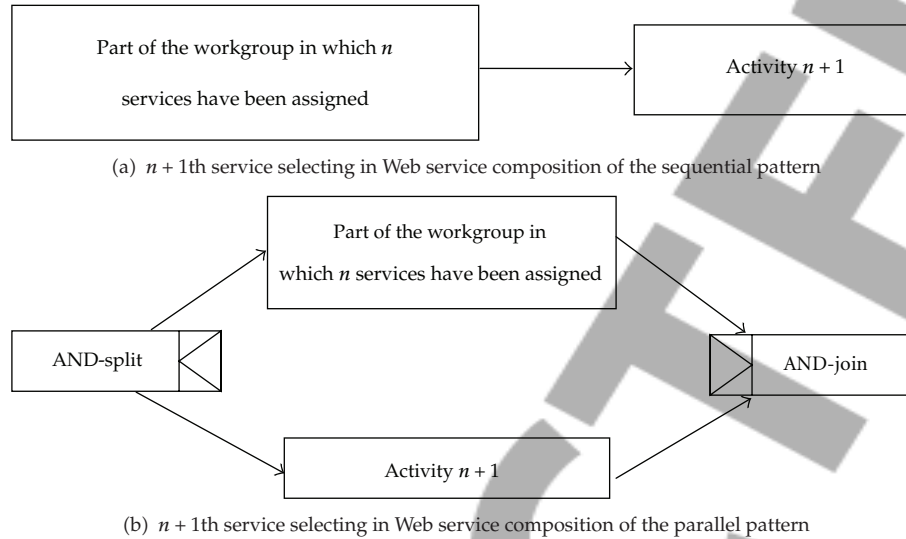 Part of the workgroup in which n
services have been assigned
Activity n + 1
(a) n + 1th service selecting in Web service composition of the sequential pattern
Part of the workgroup in
which n services have been assigned
AND-split
AND-join
Activity n + 1
(b) n + 1th service selecting in Web service composition of the parallel pattern